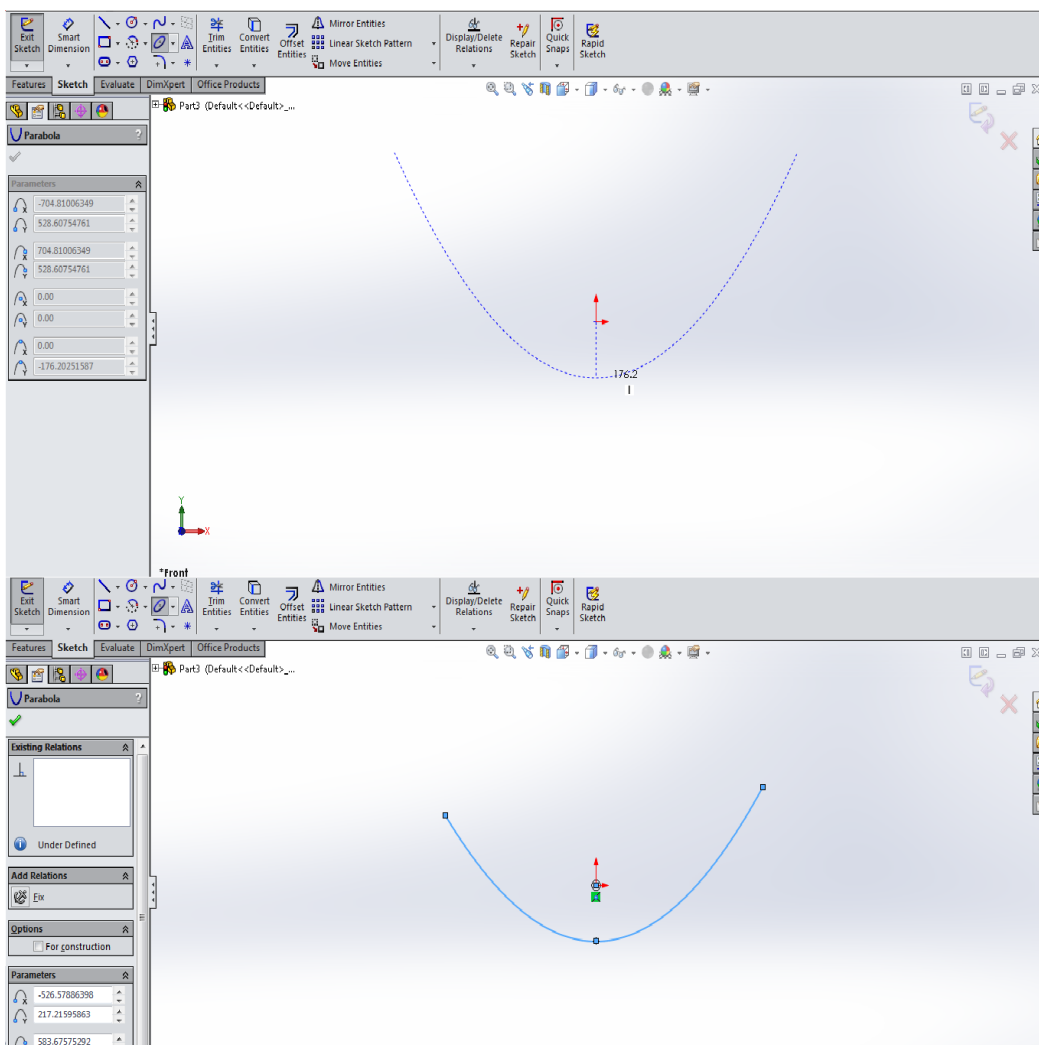 Exit Sketch
Smart Dimension
Trim Entities
Convert Entities
Offset Entities
Mirror Entities
Linear Sketch Pattern
Move Entities
Display/Delete Relations
Repair Sketch
Quick Snaps
Rapid Sketch
Features Sketch Evaluate DimXpert Office Products
Part3 (Default<<Default>_...
Parabola ?
Parameters
X -704.81006349
Y 528.60754761
X 704.81006349
Y 528.60754761
X 0.00
Y 0.00
X 0.00
Y -176.20251587
176.2
Y
X
*Front
Exit Sketch
Smart Dimension
Trim Entities
Convert Entities
Offset Entities
Mirror Entities
Linear Sketch Pattern
Move Entities
Display/Delete Relations
Repair Sketch
Quick Snaps
Rapid Sketch
Features Sketch Evaluate DimXpert Office Products
Part3 (Default<<Default>_...
Parabola ?
Existing Relations
Under Defined
Add Relations
Fix
Options
For construction
Parameters
X -526.57886398
Y 217.21595863
583.67575292